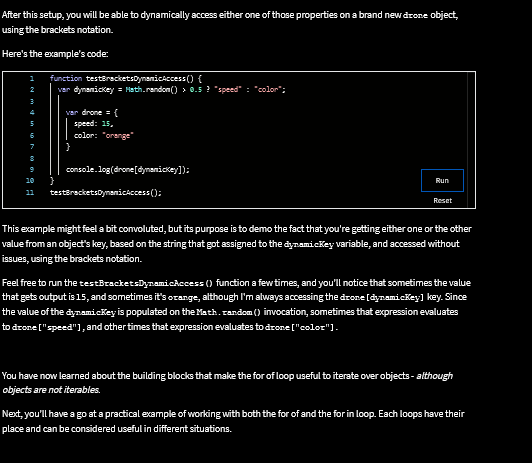 After this setup, you will be able to dynamically access either one of those properties on a brand new drone object,
using the brackets notation.
Here's the example's code:
1 function testBracketsDynamicAccess() {
2 var dynamicKey = Math.random() > 0.5 ? "speed" : "color";
3
4 var drone = {
5 speed: 15,
6 color: "orange"
7 }
8
9 console.log(drone[dynamicKey]);
10 }
11 testBracketsDynamicAccess();
Run
Reset
This example might feel a bit convoluted, but its purpose is to demo the fact that you're getting either one or the other
value from an object's key, based on the string that got assigned to the dynamicKey variable, and accessed without
issues, using the brackets notation.
Feel free to run the testBracketsDynamicAccess() function a few times, and you'll notice that sometimes the value
that gets output is 15, and sometimes it's orange, although I'm always accessing the drone[dynamicKey] key. Since
the value of the dynamicKey is populated on the Math.random() invocation, sometimes that expression evaluates
to drone["speed"], and other times that expression evaluates to drone["color"].
You have now learned about the building blocks that make the for of loop useful to iterate over objects - although
objects are not iterables.
Next, you'll have a go at a practical example of working with both the for of and the for in loop. Each loops have their
place and can be considered useful in different situations.